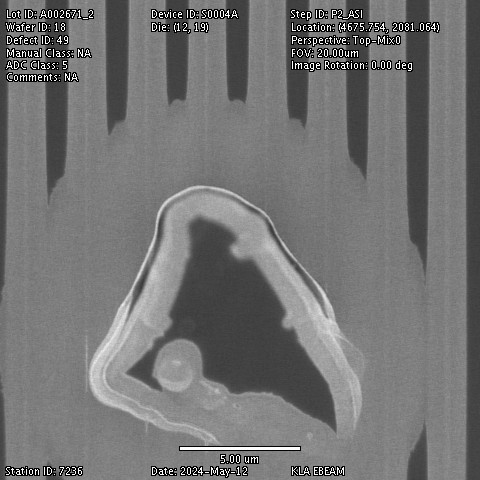 Lot ID: A002671_2
Wafer ID: 18
Defect ID: 49
Manual Class: NA
ADC Class: 5
Comments: NA
Device ID: S0004A
Die: (12, 19)
Step ID: P2_ASI
Location: (4675.754, 2081.064)
Perspective: Top-Mix0
FOV: 20.00um
Image Rotation: 0.00 deg
5.00 um
Station ID: 7236
Date: 2024-May-12
KLA EBEAM